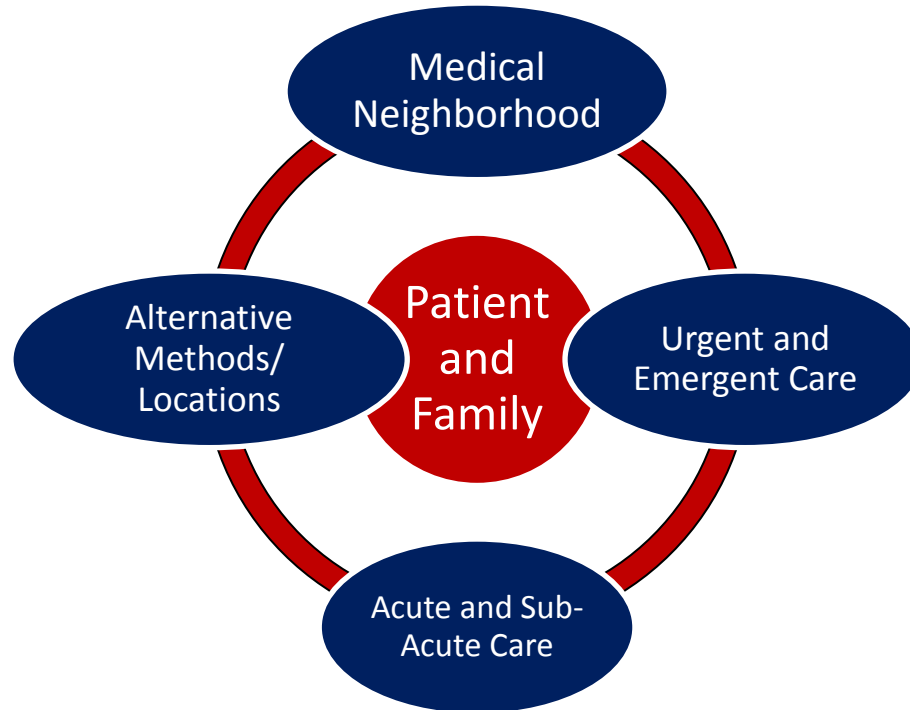 Medical
Neighborhood
Alternative
Methods/
Locations
Patient
and
Family
Urgent and
Emergent Care
Acute and Sub-
Acute Care